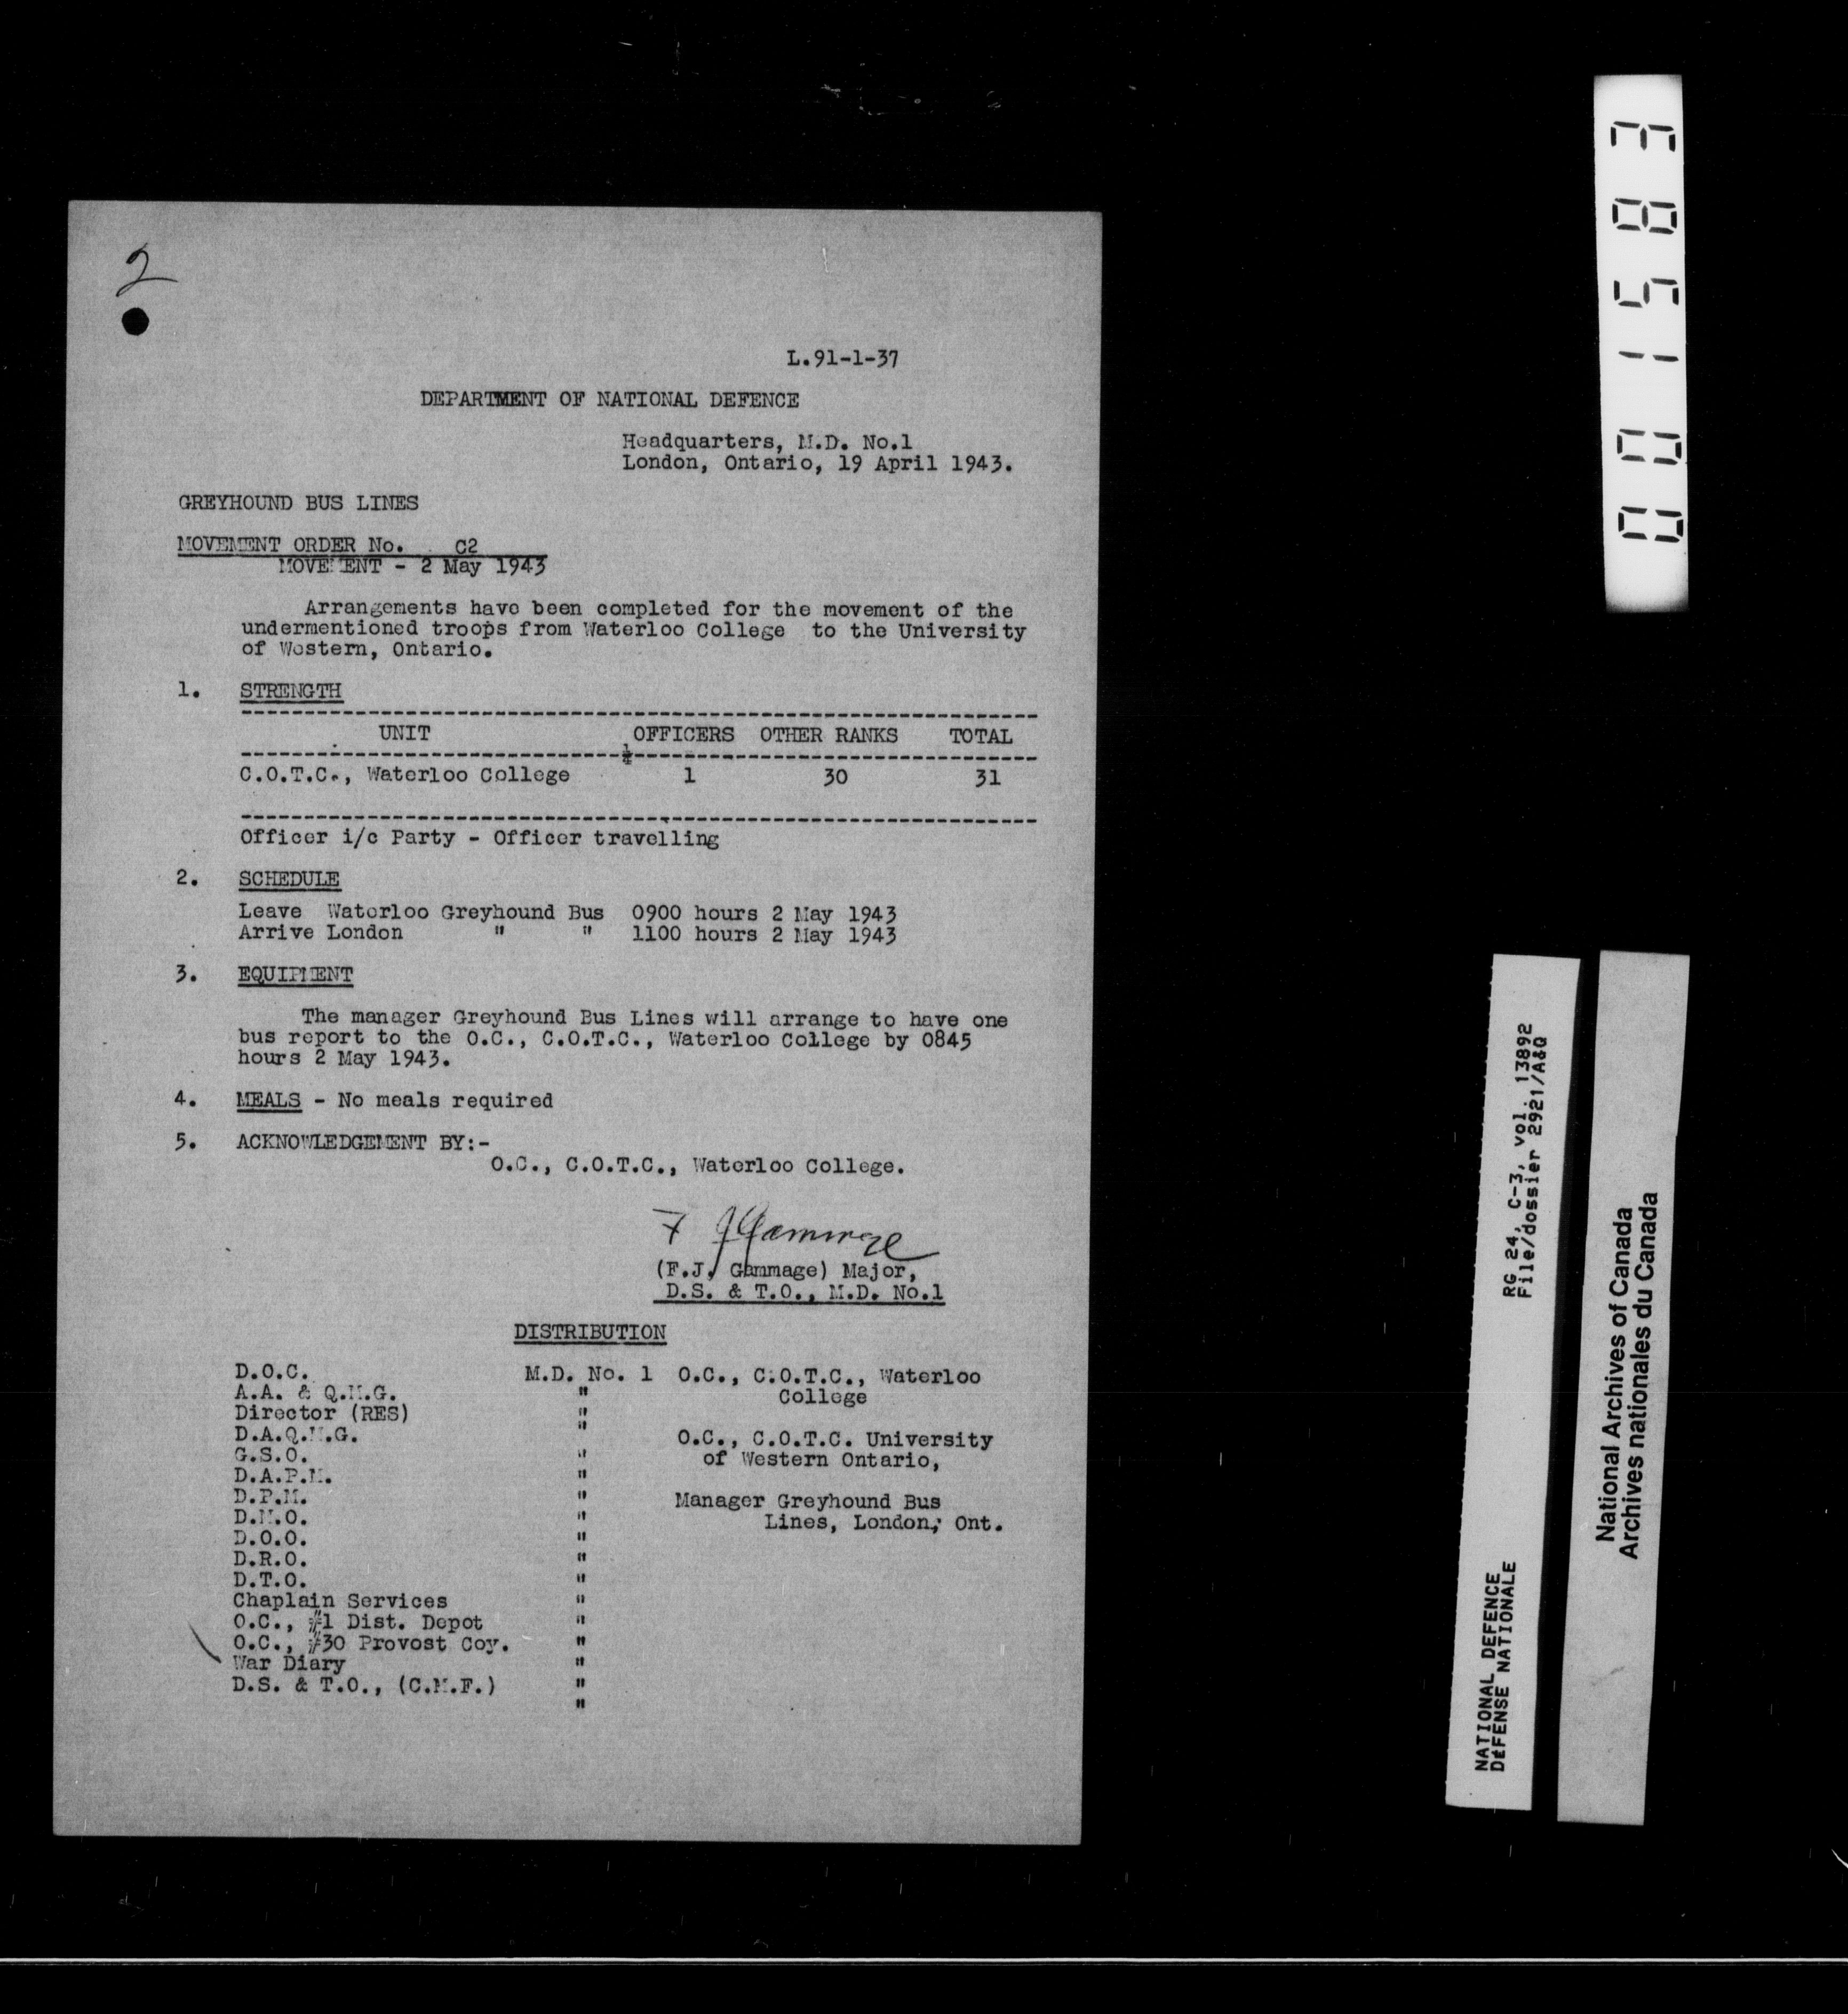 2
L.91-1-37
DEPARTMENT OF NATIONAL DEFENCE
Headquarters, M.D. No.1
London, Ontario, 19 April 1943.
GREYHOUND BUS LINES
MOVEMENT ORDER No. C2
MOVEMENT - 2 May 1943
Arrangements have been completed for the movement of the
undermentioned troops from Waterloo College to the University
of Western, Ontario.
1. STRENGTH
UNIT OFFICERS OTHER RANKS TOTAL
C.O.T.C., Waterloo College 1 30 31
Officer i/c Party - Officer travelling
2. SCHEDULE
Leave Waterloo Greyhound Bus 0900 hours 2 May 1943
Arrive London " " 1100 hours 2 May 1943
3. EQUIPMENT
The manager Greyhound Bus Lines will arrange to have one
bus report to the O.C., C.O.T.C., Waterloo College by 0845
hours 2 May 1943.
4. MEALS - No meals required
5. ACKNOWLEDGEMENT BY:-
O.C., C.O.T.C., Waterloo College.
F J Gammage
(F.J. Gammage) Major,
D.S. & T.O., M.D. No.1
DISTRIBUTION
D.O.C. M.D. No. 1
A.A. & Q.M.G. "
Director (RES) "
D.A.Q.M.G. "
G.S.O. "
D.A.P.M. "
D.P.M. "
D.M.O. "
D.O.O. "
D.R.O. "
D.T.O. "
Chaplain Services "
O.C., #1 Dist. Depot "
O.C., #30 Provost Coy. "
War Diary "
D.S. & T.O., (C.M.F.) "
"
O.C., C.O.T.C., Waterloo
College
O.C., C.O.T.C. University
of Western Ontario,
Manager Greyhound Bus
Lines, London, Ont.
001583
RG 24, C-3, vol. 13892
File/dossier 2921/A&Q
NATIONAL DEFENCE
DÉFENSE NATIONALE
National Archives of Canada
Archives nationales du Canada